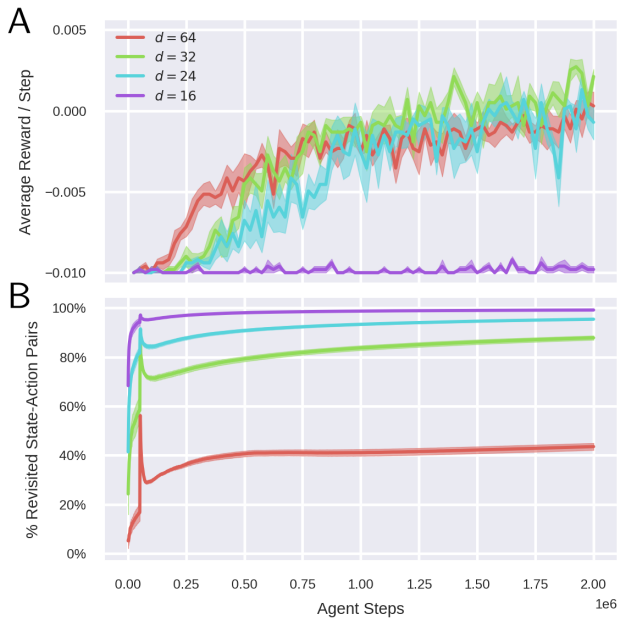 A
0.005
0.000
−0.005
−0.010
Average Reward / Step
d = 64
d = 32
d = 24
d = 16
B
100%
80%
60%
40%
20%
0%
% Revisited State-Action Pairs
0.00 0.25 0.50 0.75 1.00 1.25 1.50 1.75 2.00
1e6
Agent Steps